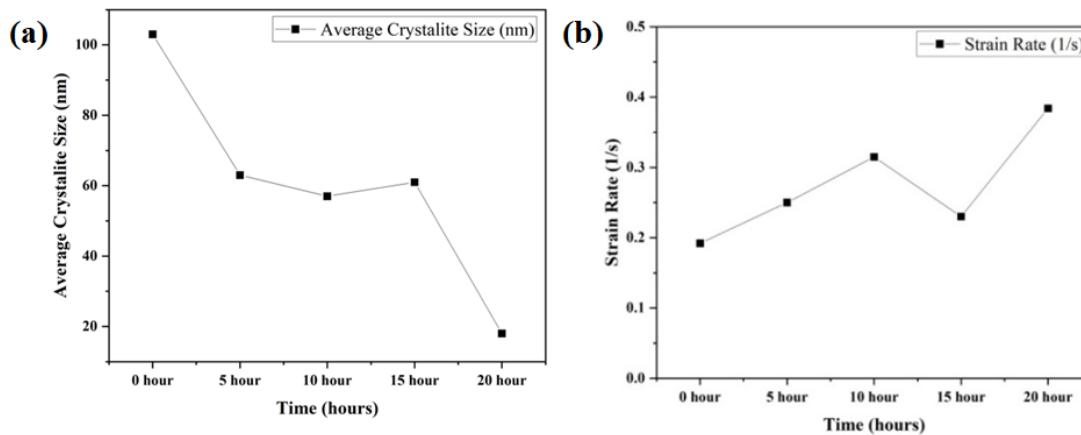 (a)
Average Crystalite Size (nm)
100
80
60
40
20
Average Crystalite Size (nm)
0 hour 5 hour 10 hour 15 hour 20 hour
Time (hours)
(b)
Strain Rate (1/s)
0.5
0.4
0.3
0.2
0.1
0.0
Strain Rate (1/s)
0 hour 5 hour 10 hour 15 hour 20 hour
Time (hours)